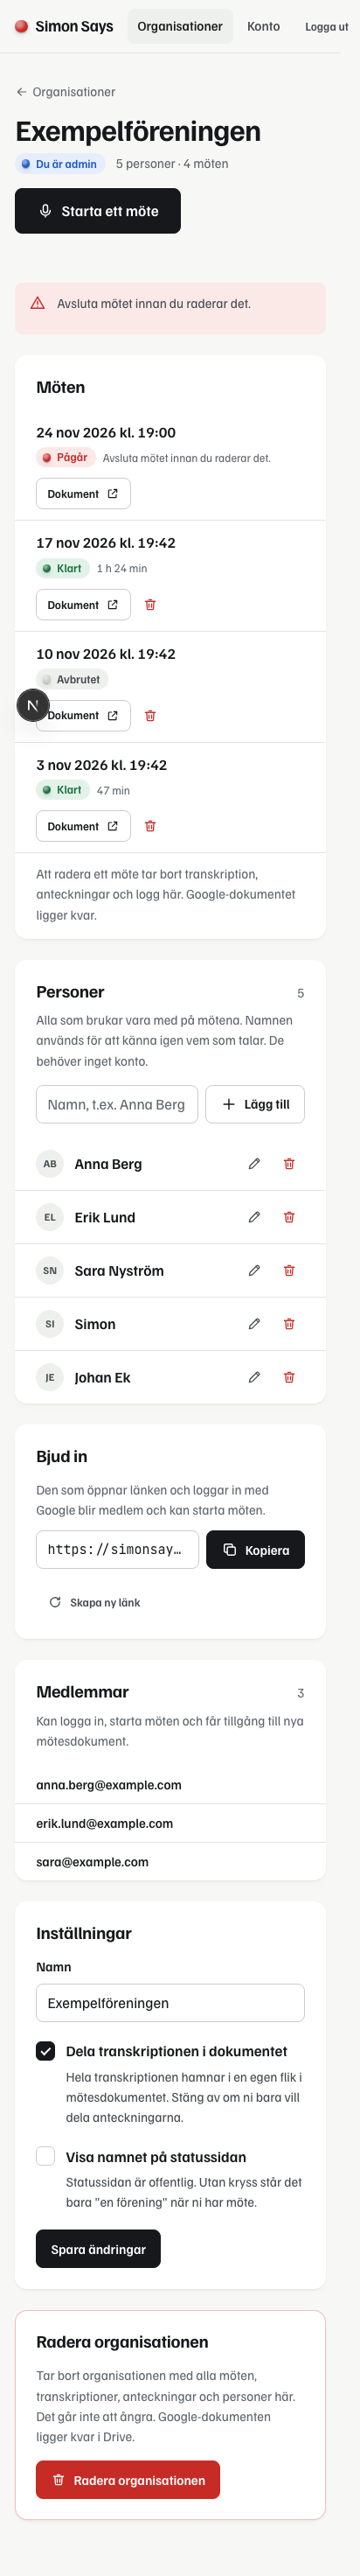 Simon Says Organisationer Konto Logga ut
← Organisationer
Exempelföreningen
Du är admin 5 personer · 4 möten
Starta ett möte
Avsluta mötet innan du raderar det.
Möten
24 nov 2026 kl. 19:00
Pågår Avsluta mötet innan du raderar det.
Dokument
17 nov 2026 kl. 19:42
Klart 1 h 24 min
Dokument
10 nov 2026 kl. 19:42
Avbrutet
N Dokument
3 nov 2026 kl. 19:42
Klart 47 min
Dokument
Att radera ett möte tar bort transkription,
anteckningar och logg här. Google-dokumentet
ligger kvar.
Personer 5
Alla som brukar vara med på mötena. Namnen
används för att känna igen vem som talar. De
behöver inget konto.
Namn, t.ex. Anna Berg + Lägg till
AB Anna Berg
EL Erik Lund
SN Sara Nyström
SI Simon
JE Johan Ek
Bjud in
Den som öppnar länken och loggar in med
Google blir medlem och kan starta möten.
https://simonsay… Kopiera
Skapa ny länk
Medlemmar 3
Kan logga in, starta möten och får tillgång till nya
mötesdokument.
anna.berg@example.com
erik.lund@example.com
sara@example.com
Inställningar
Namn
Exempelföreningen
Dela transkriptionen i dokumentet
Hela transkriptionen hamnar i en egen flik i
mötesdokumentet. Stäng av om ni bara vill
dela anteckningarna.
Visa namnet på statussidan
Statussidan är offentlig. Utan kryss står det
bara "en förening" när ni har möte.
Spara ändringar
Radera organisationen
Tar bort organisationen med alla möten,
transkriptioner, anteckningar och personer här.
Det går inte att ångra. Google-dokumenten
ligger kvar i Drive.
Radera organisationen